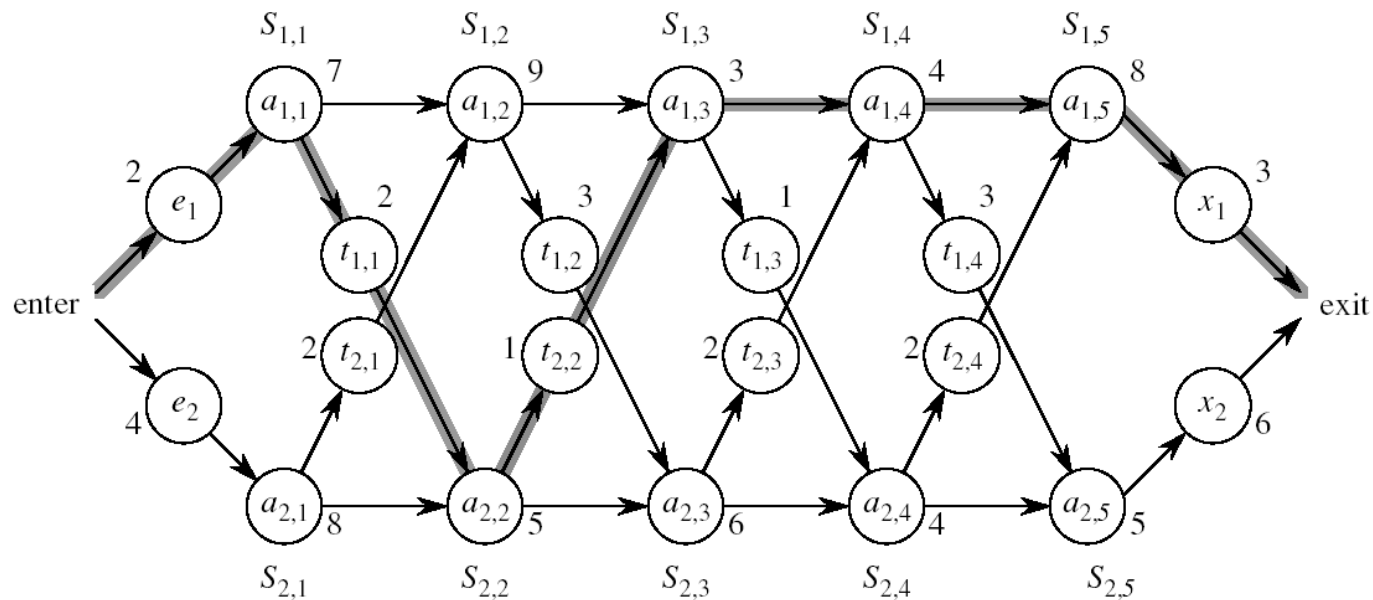 S1,1 S1,2 S1,3 S1,4 S1,5
7 9 3 4 8
a1,1 a1,2 a1,3 a1,4 a1,5
2 2 3 1 3 3
e1 x1
t1,1 t1,2 t1,3 t1,4
enter exit
2 t2,1 1 t2,2 2 t2,3 2 t2,4
e2 x2
4 6
a2,1 a2,2 a2,3 a2,4 a2,5
8 5 6 4 5
S2,1 S2,2 S2,3 S2,4 S2,5